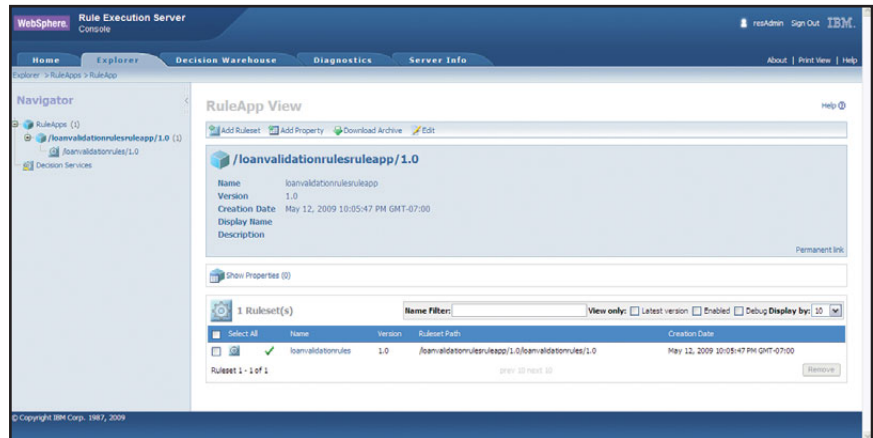 WebSphere. Rule Execution Server
Console
resAdmin Sign Out IBM.
Home Explorer Decision Warehouse Diagnostics Server Info
About | Print View | Help
Explorer > RuleApps > RuleApp
Navigator
RuleApps (1)
/loanvalidationrulesruleapp/1.0 (1)
/loanvalidationrules/1.0
Decision Services
RuleApp View
Help
Add Ruleset Add Property Download Archive Edit
/loanvalidationrulesruleapp/1.0
Name loanvalidationrulesruleapp
Version 1.0
Creation Date May 12, 2009 10:05:47 PM GMT-07:00
Display Name
Description
Permanent link
Show Properties (0)
1 Ruleset(s) Name Filter: View only: Latest version Enabled Debug Display by: 10
Select All Name Version Ruleset Path Creation Date
loanvalidationrules 1.0 /loanvalidationrulesruleapp/1.0/loanvalidationrules/1.0 May 12, 2009 10:05:47 PM GMT-07:00
Ruleset 1 - 1 of 1 prev next Remove
© Copyright IBM Corp. 1987, 2009